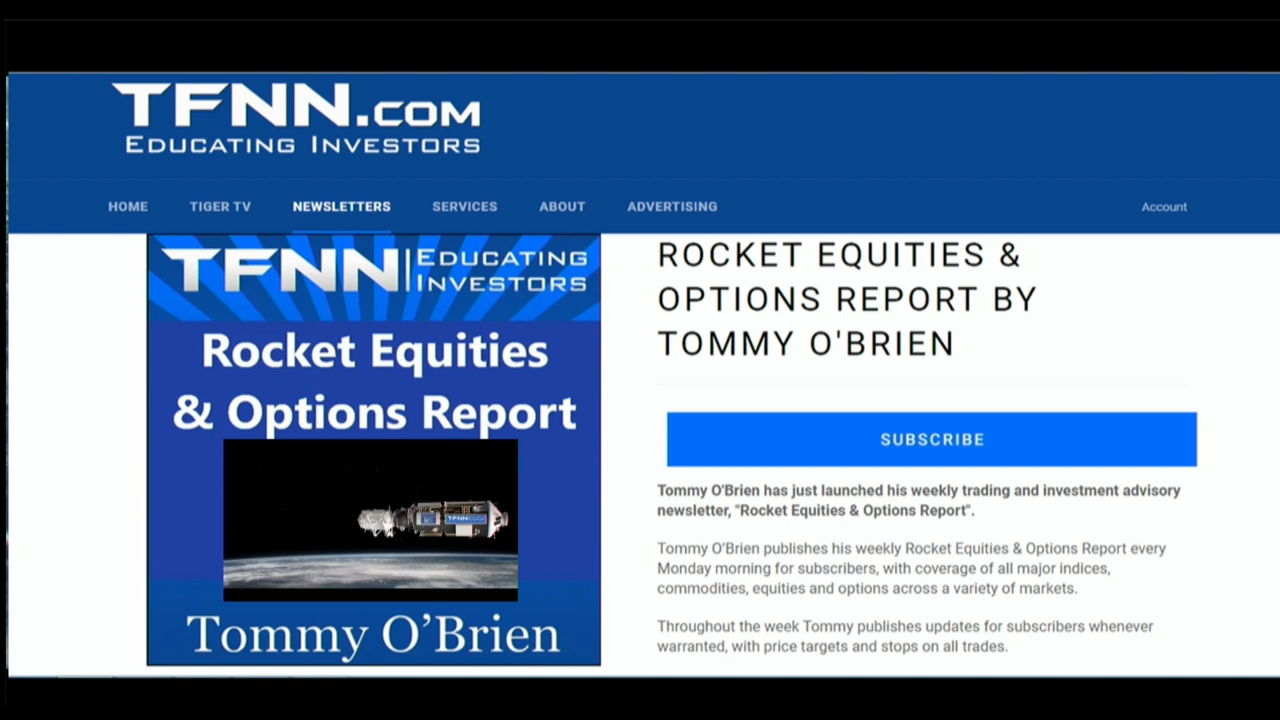 TFNN.COM
EDUCATING INVESTORS
HOME TIGER TV NEWSLETTERS SERVICES ABOUT ADVERTISING Account
TFNN EDUCATING
INVESTORS
Rocket Equities
& Options Report
TFNN
Tommy O’Brien
ROCKET EQUITIES &
OPTIONS REPORT BY
TOMMY O'BRIEN
SUBSCRIBE
Tommy O'Brien has just launched his weekly trading and investment advisory
newsletter, "Rocket Equities & Options Report".
Tommy O’Brien publishes his weekly Rocket Equities & Options Report every
Monday morning for subscribers, with coverage of all major indices,
commodities, equities and options across a variety of markets.
Throughout the week Tommy publishes updates for subscribers whenever
warranted, with price targets and stops on all trades.